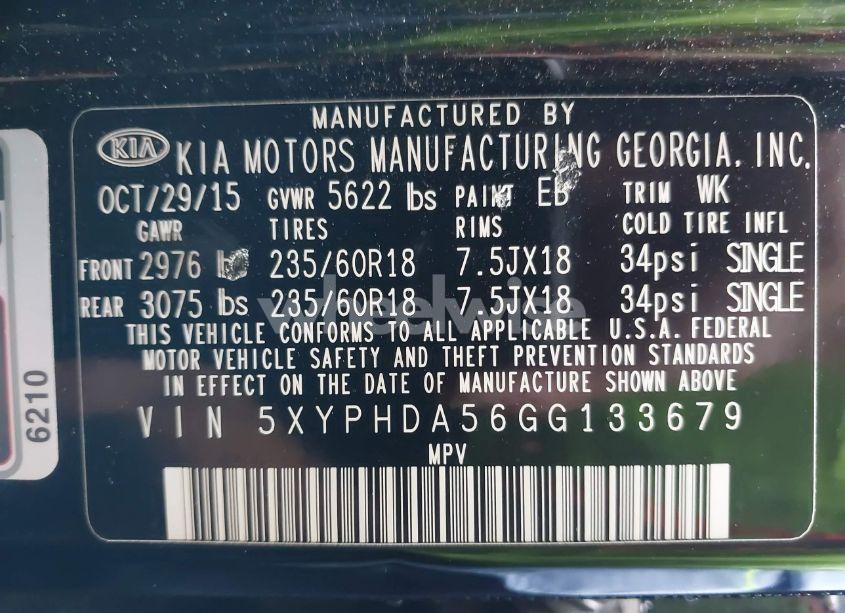 MANUFACTURED BY
KIA KIA MOTORS MANUFACTURING GEORGIA, INC.
OCT/29/15 GVWR 5622 lbs PAINT EB TRIM WK
GAWR TIRES RIMS COLD TIRE INFL
FRONT 2976 235/60R18 7.5JX18 34psi SINGLE
REAR 3075 lbs 235/60R18 7.5JX18 34psi SINGLE
THIS VEHICLE CONFORMS TO ALL APPLICABLE U.S.A. FEDERAL
MOTOR VEHICLE SAFETY AND THEFT PREVENTION STANDARDS
IN EFFECT ON THE DATE OF MANUFACTURE SHOWN ABOVE
VIN 5XYPHDA56GG133679
MPV
6210
wheelwise